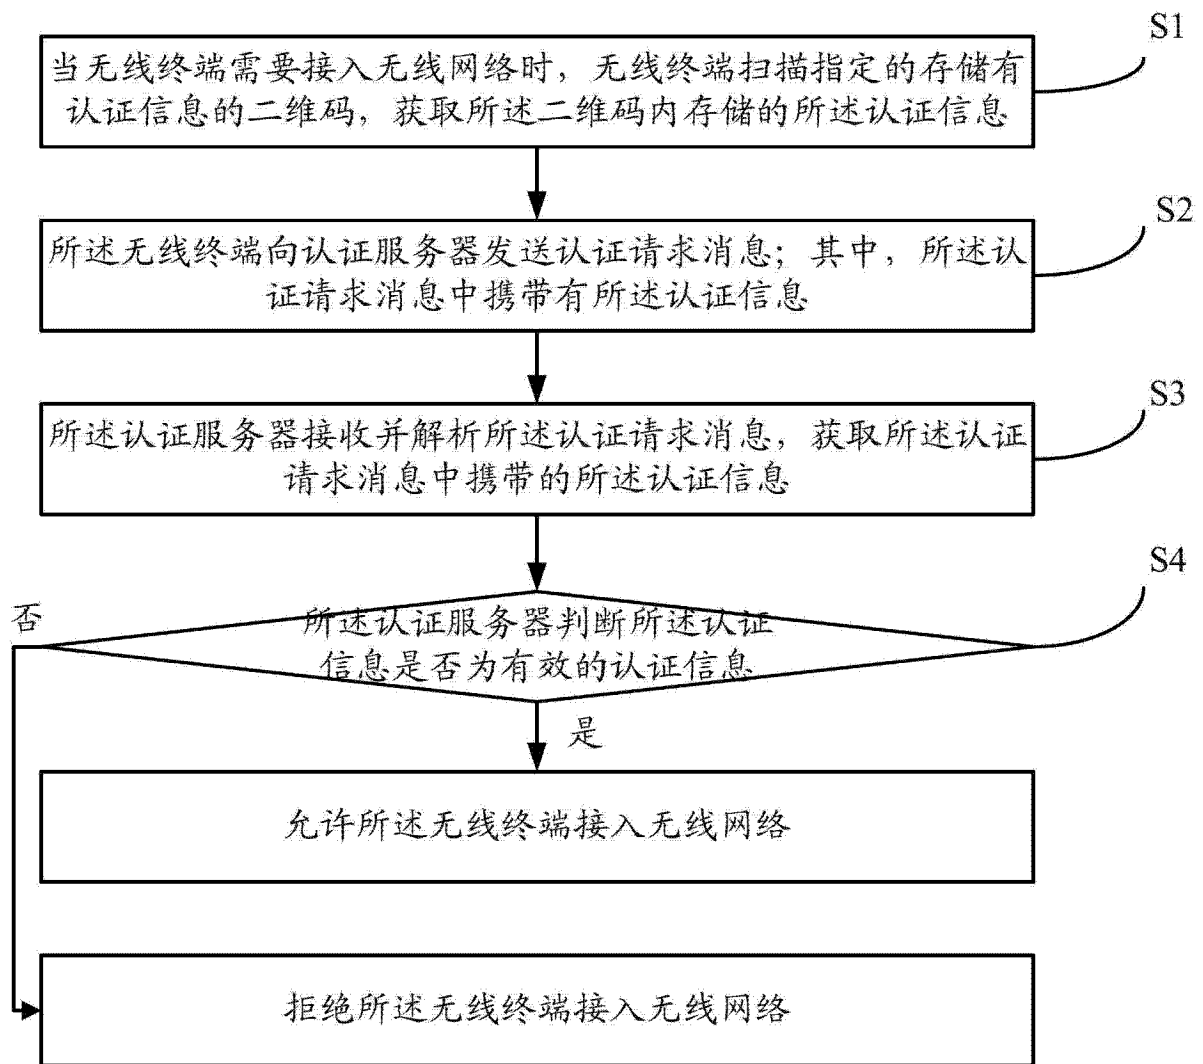 S1
当无线终端需要接入无线网络时，无线终端扫描指定的存储有
认证信息的二维码，获取所述二维码内存储的所述认证信息
S2
所述无线终端向认证服务器发送认证请求消息；其中，所述认
证请求消息中携带有所述认证信息
S3
所述认证服务器接收并解析所述认证请求消息，获取所述认证
请求消息中携带的所述认证信息
S4
否
所述认证服务器判断所述认证
信息是否为有效的认证信息
是
允许所述无线终端接入无线网络
拒绝所述无线终端接入无线网络